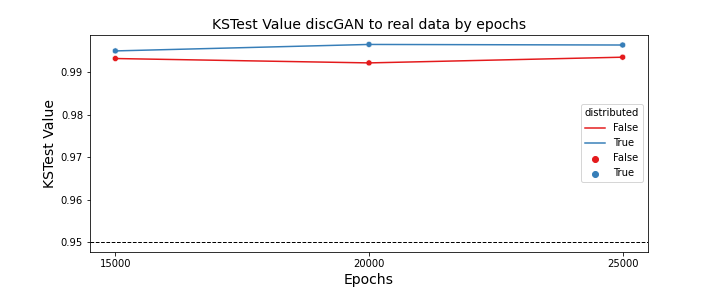 KSTest Value discGAN to real data by epochs
KSTest Value
0.99
0.98
0.97
0.96
0.95
distributed
False
True
False
True
15000
20000
25000
Epochs